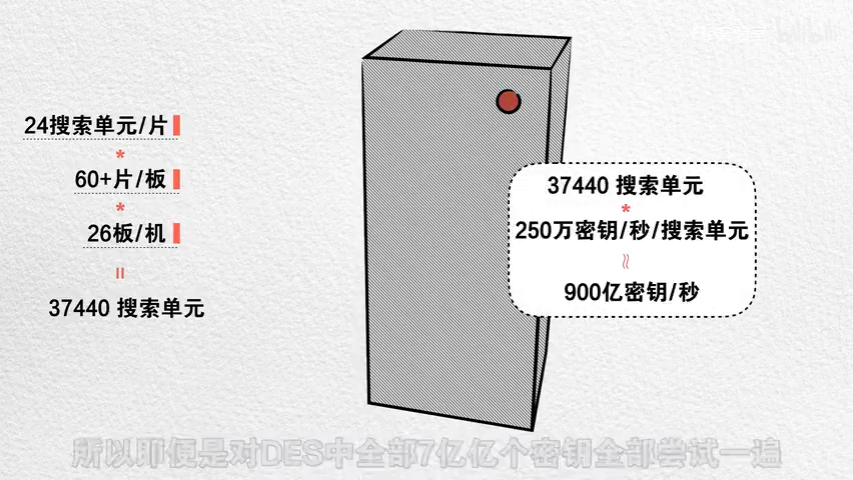 24搜索单元/片
*
60+片/板
*
26板/机
=
37440 搜索单元
37440 搜索单元
*
250万密钥/秒/搜索单元
≈
900亿密钥/秒
所以即便是对DES中全部7亿亿个密钥全部尝试一遍